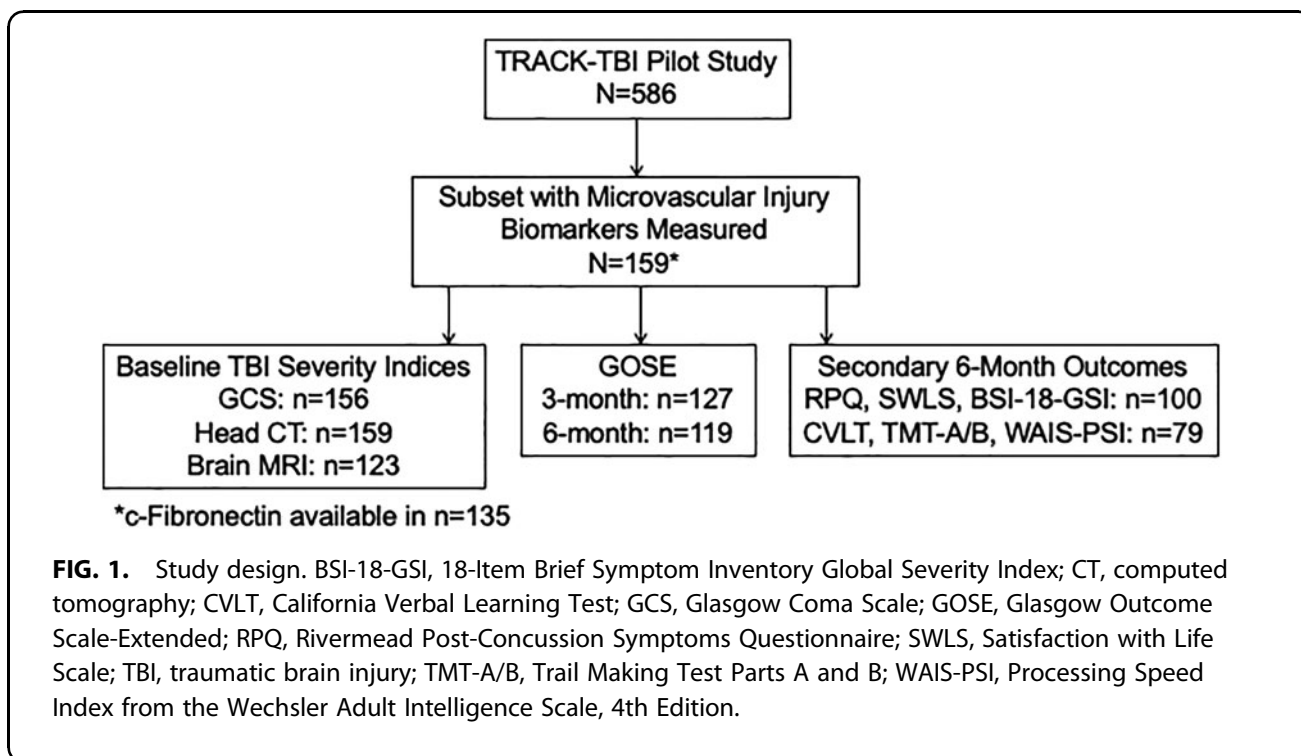 TRACK-TBI Pilot Study
N=586
Subset with Microvascular Injury
Biomarkers Measured
N=159*
Baseline TBI Severity Indices
GCS: n=156
Head CT: n=159
Brain MRI: n=123
GOSE
3-month: n=127
6-month: n=119
Secondary 6-Month Outcomes
RPQ, SWLS, BSI-18-GSI: n=100
CVLT, TMT-A/B, WAIS-PSI: n=79
*c-Fibronectin available in n=135
FIG. 1. Study design. BSI-18-GSI, 18-Item Brief Symptom Inventory Global Severity Index; CT, computed
tomography; CVLT, California Verbal Learning Test; GCS, Glasgow Coma Scale; GOSE, Glasgow Outcome
Scale-Extended; RPQ, Rivermead Post-Concussion Symptoms Questionnaire; SWLS, Satisfaction with Life
Scale; TBI, traumatic brain injury; TMT-A/B, Trail Making Test Parts A and B; WAIS-PSI, Processing Speed
Index from the Wechsler Adult Intelligence Scale, 4th Edition.